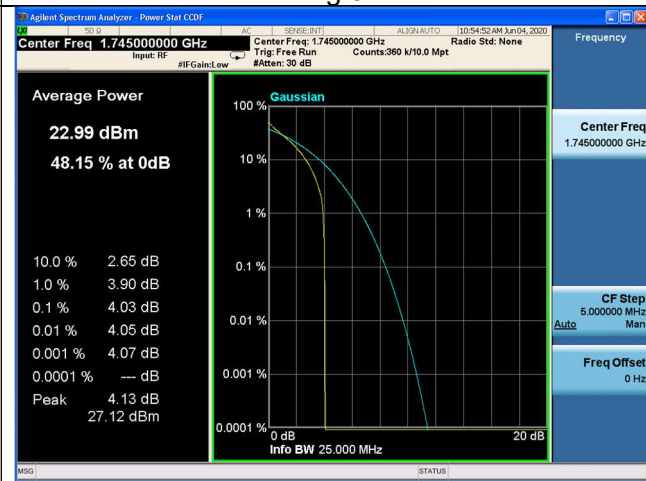 Agilent Spectrum Analyzer - Power Stat CCDF
50 Ω AC SENSE:INT ALIGN AUTO 10:54:52 AM Jun 04, 2020
Center Freq 1.745000000 GHz
Input: RF
#IFGain:Low
Center Freq: 1.745000000 GHz
Trig: Free Run Counts:360 k/10.0 Mpt
#Atten: 30 dB
Radio Std: None
Frequency
Average Power
22.99 dBm
48.15 % at 0dB
10.0 % 2.65 dB
1.0 % 3.90 dB
0.1 % 4.03 dB
0.01 % 4.05 dB
0.001 % 4.07 dB
0.0001 % --- dB
Peak 4.13 dB
27.12 dBm
Gaussian
100 %
10 %
1 %
0.1 %
0.01 %
0.001 %
0.0001 %
0 dB 20 dB
Info BW 25.000 MHz
Center Freq
1.745000000 GHz
CF Step
5.000000 MHz
Auto Man
Freq Offset
0 Hz
MSG STATUS